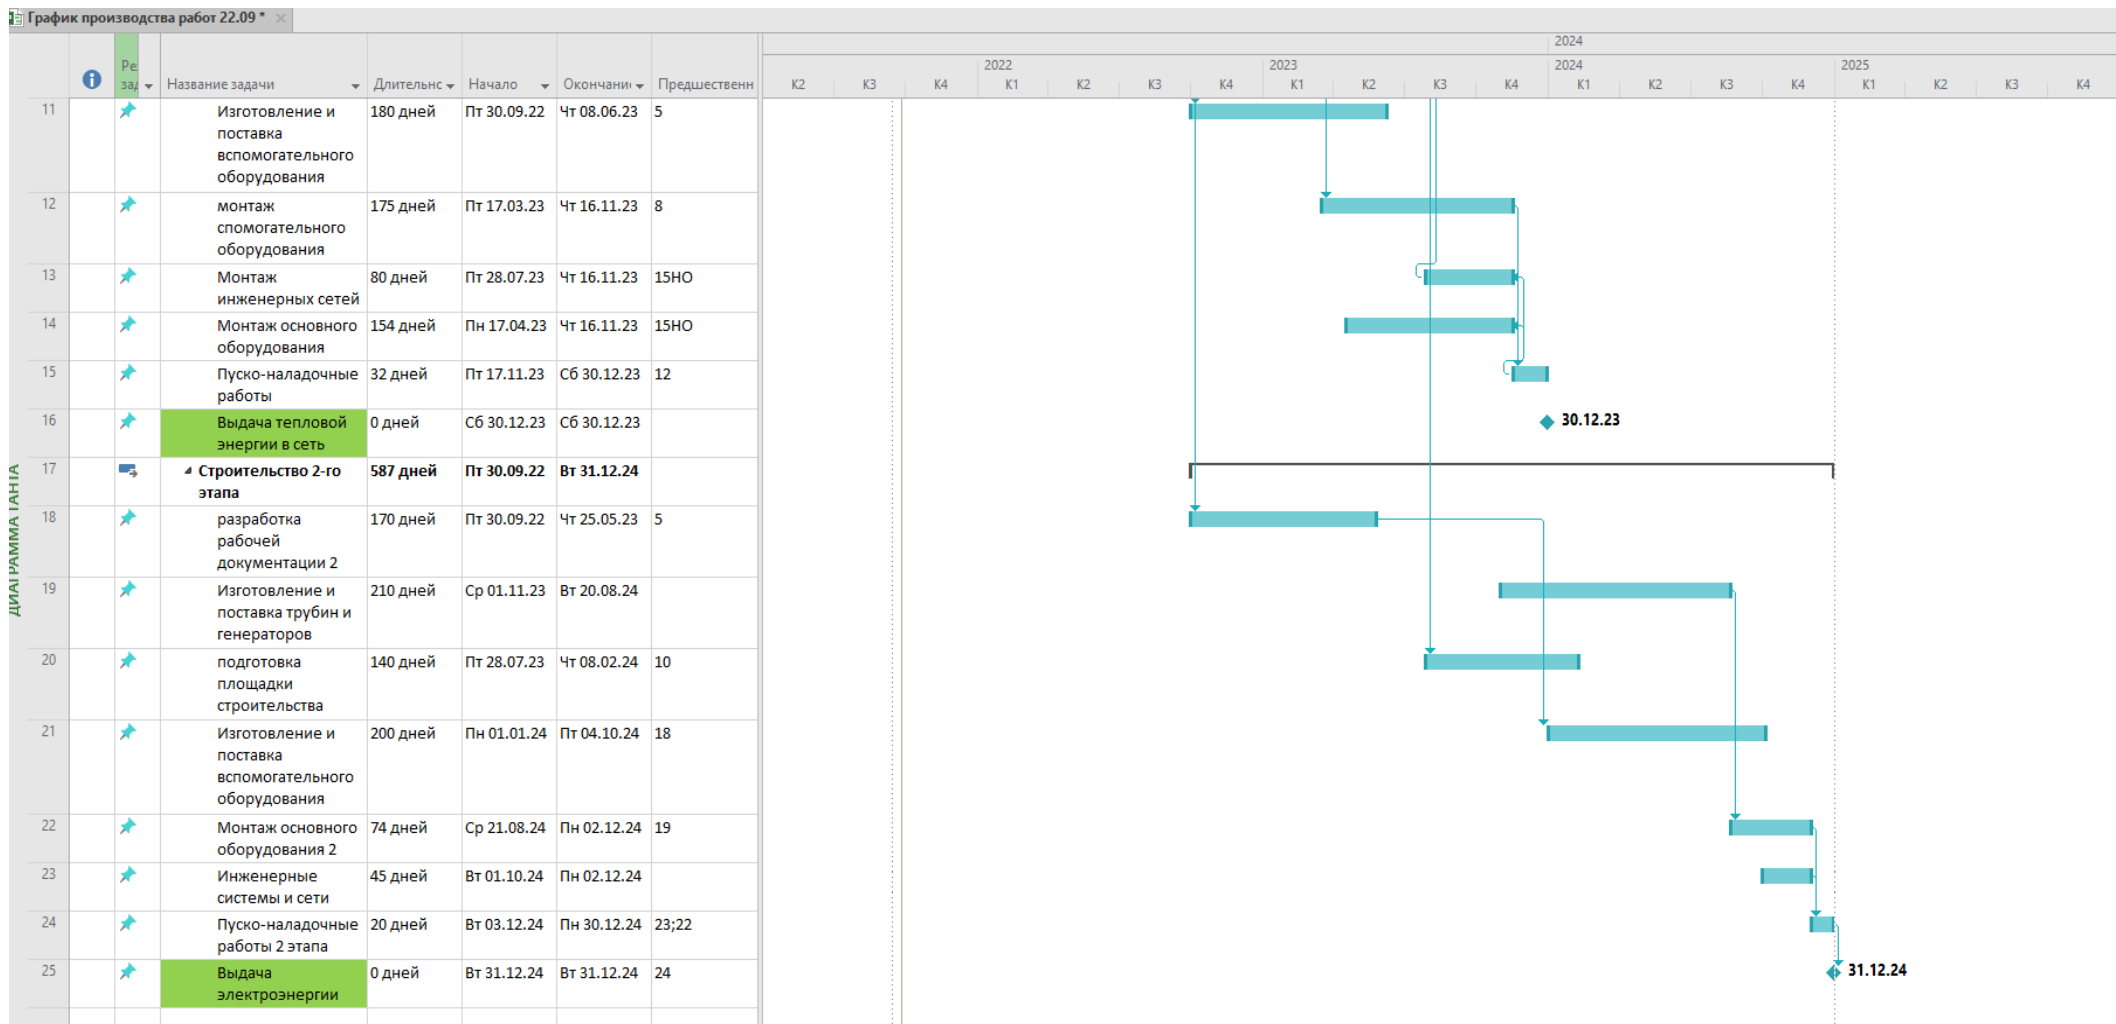 График производства работ 22.09 *
2024
2022 2023 2024 2025
Ре
зад Название задачи Длительнс Начало Окончани Предшественн К2 К3 К4 К1 К2 К3 К4 К1 К2 К3 К4 К1 К2 К3 К4 К1 К2 К3 К4
11 Изготовление и 180 дней Пт 30.09.22 Чт 08.06.23 5
поставка
вспомогательного
оборудования
12 монтаж 175 дней Пт 17.03.23 Чт 16.11.23 8
спомогательного
оборудования
13 Монтаж 80 дней Пт 28.07.23 Чт 16.11.23 15НО
инженерных сетей
14 Монтаж основного 154 дней Пн 17.04.23 Чт 16.11.23 15НО
оборудования
15 Пуско-наладочные 32 дней Пт 17.11.23 Сб 30.12.23 12
работы
16 Выдача тепловой 0 дней Сб 30.12.23 Сб 30.12.23 30.12.23
энергии в сеть
17 Строительство 2-го 587 дней Пт 30.09.22 Вт 31.12.24
этапа
18 разработка 170 дней Пт 30.09.22 Чт 25.05.23 5
рабочей
документации 2
19 Изготовление и 210 дней Ср 01.11.23 Вт 20.08.24
поставка трубин и
генераторов
20 подготовка 140 дней Пт 28.07.23 Чт 08.02.24 10
площадки
строительства
21 Изготовление и 200 дней Пн 01.01.24 Пт 04.10.24 18
поставка
вспомогательного
оборудования
22 Монтаж основного 74 дней Ср 21.08.24 Пн 02.12.24 19
оборудования 2
23 Инженерные 45 дней Вт 01.10.24 Пн 02.12.24
системы и сети
24 Пуско-наладочные 20 дней Вт 03.12.24 Пн 30.12.24 23;22
работы 2 этапа
25 Выдача 0 дней Вт 31.12.24 Вт 31.12.24 24 31.12.24
электроэнергии
ДИАГРАММА ГАНТА